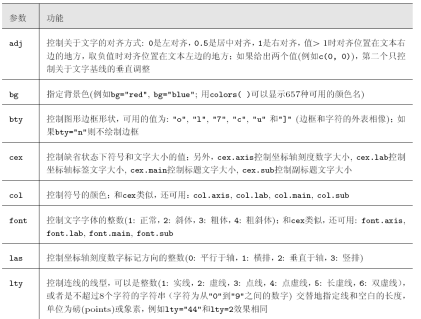 参数 功能
adj 控制关于文字的对齐方式: 0是左对齐, 0.5是居中对齐, 1是右对齐, 值> 1时对齐位置在文本右
边的地方, 取负值时对齐位置在文本左边的地方; 如果给出两个值(例如c(0, 0)), 第二个只控
制关于文字基线的垂直调整
bg 指定背景色(例如bg="red", bg="blue"; 用colors( )可以显示657种可用的颜色名)
bty 控制图形边框形状, 可用的值为: "o", "l", "7", "c", "u" 和"]" (边框和字符的外表相像); 如
果bty="n"则不绘制边框
cex 控制缺省状态下符号和文字大小的值; 另外, cex.axis控制坐标轴刻度数字大小, cex.lab控制
坐标轴标签文字大小, cex.main控制标题文字大小, cex.sub控制副标题文字大小
col 控制符号的颜色; 和cex类似, 还可用: col.axis, col.lab, col.main, col.sub
font 控制文字字体的整数(1: 正常, 2: 斜体, 3: 粗体, 4: 粗斜体); 和cex类似, 还可用: font.axis,
font.lab, font.main, font.sub
las 控制坐标轴刻度数字标记方向的整数(0: 平行于轴, 1: 横排, 2: 垂直于轴, 3: 竖排)
lty 控制连线的线型, 可以是整数(1: 实线, 2: 虚线, 3: 点线, 4: 点虚线, 5: 长虚线, 6: 双虚线),
或者是不超过8个字符的字符串(字符为从"0"到"9"之间的数字) 交替地指定线和空白的长度,
单位为磅(points)或象素, 例如lty="44"和lty=2效果相同